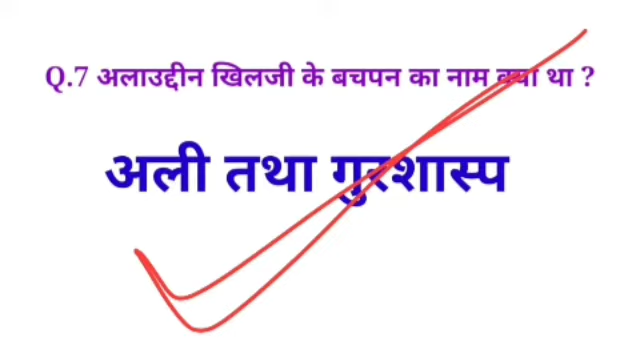 Q.7 अलाउद्दीन खिलजी के बचपन का नाम क्या था ?
अली तथा गुरशास्प